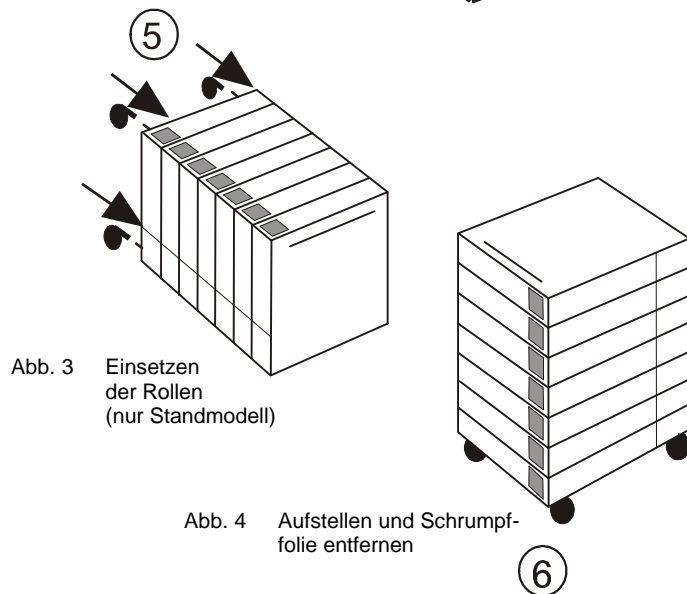 5
Abb. 3 Einsetzen
der Rollen
(nur Standmodell)
Abb. 4 Aufstellen und Schrumpf-
folie entfernen
6